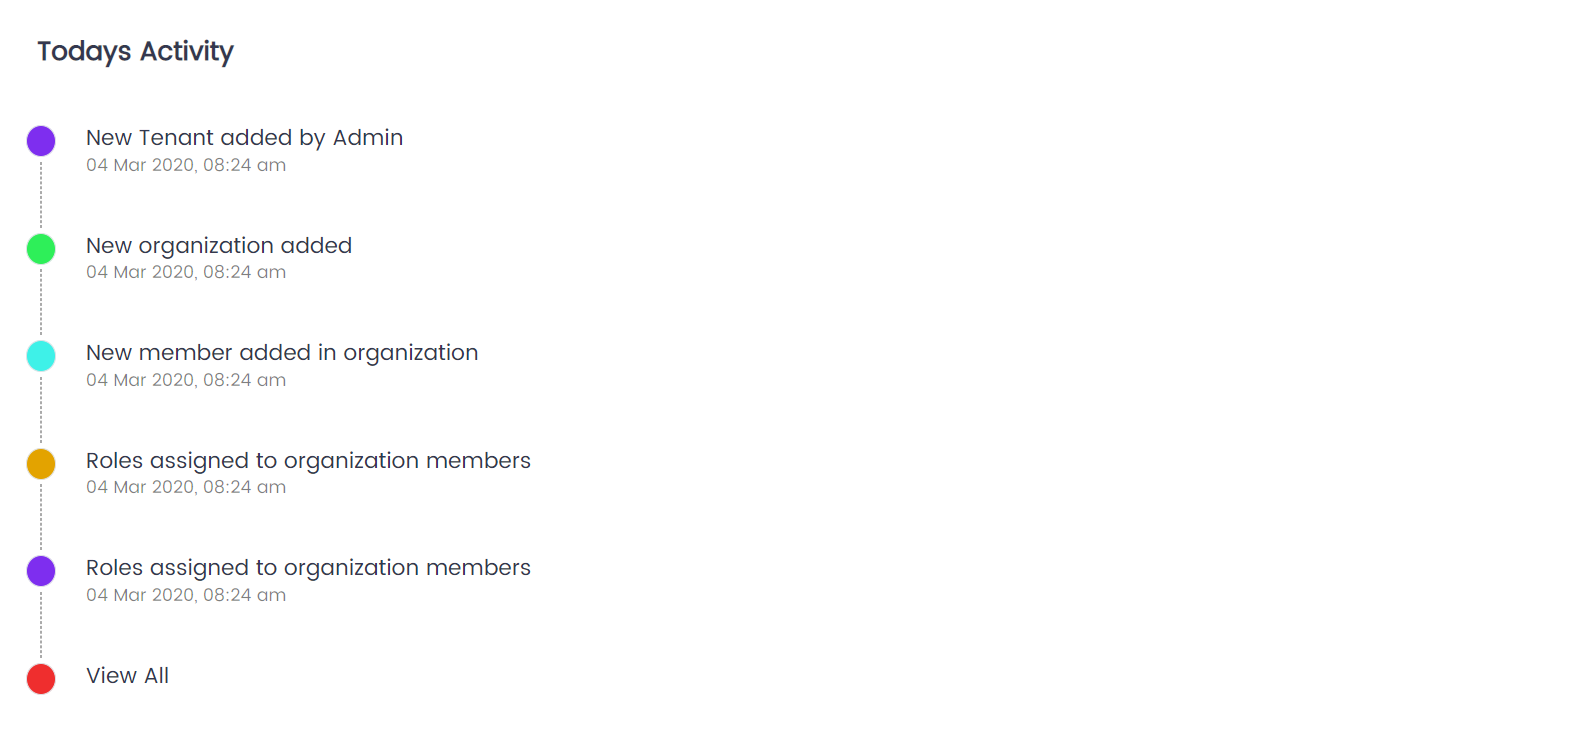 Todays Activity
New Tenant added by Admin
04 Mar 2020, 08:24 am
New organization added
04 Mar 2020, 08:24 am
New member added in organization
04 Mar 2020, 08:24 am
Roles assigned to organization members
04 Mar 2020, 08:24 am
Roles assigned to organization members
04 Mar 2020, 08:24 am
View All